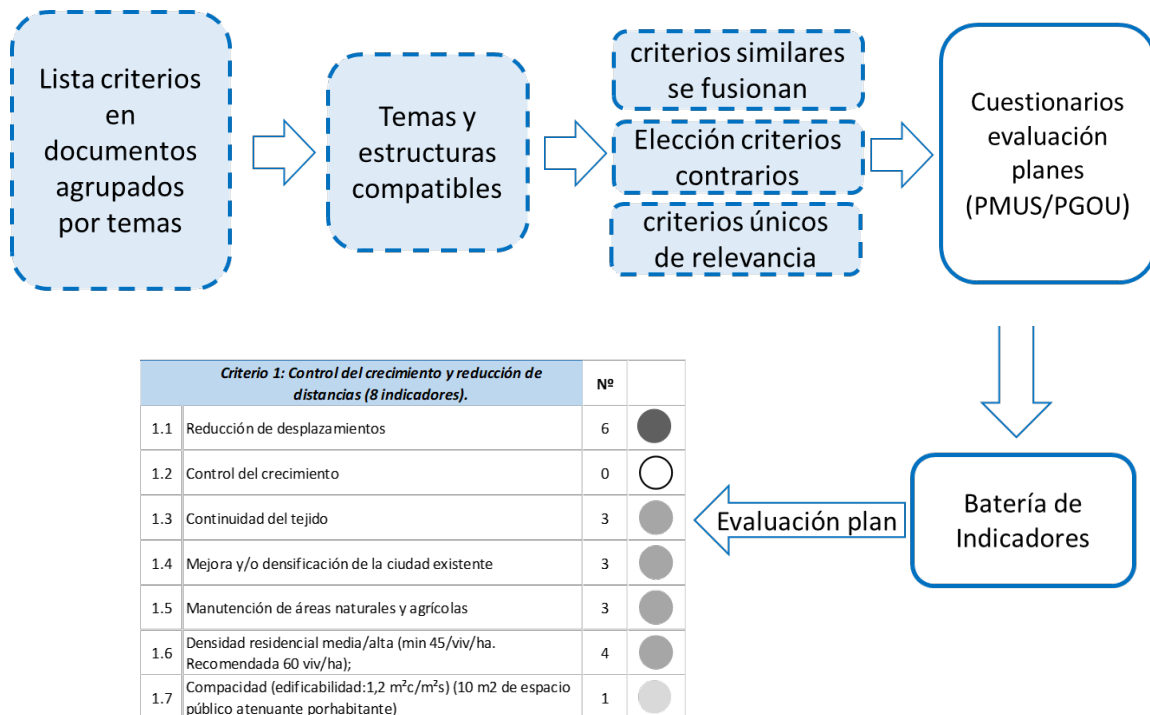 Lista criterios
en
documentos
agrupados
por temas
Temas y
estructuras
compatibles
criterios similares
se fusionan
Elección criterios
contrarios
criterios únicos
de relevancia
Cuestionarios
evaluación
planes
(PMUS/PGOU)
Batería de
Indicadores
Evaluación plan
Criterio 1: Control del crecimiento y reducción de
distancias (8 indicadores).
Nº
1.1 Reducción de desplazamientos 6
1.2 Control del crecimiento 0
1.3 Continuidad del tejido 3
1.4 Mejora y/o densificación de la ciudad existente 3
1.5 Manutención de áreas naturales y agrícolas 3
1.6 Densidad residencial media/alta (min 45/viv/ha.
Recomendada 60 viv/ha); 4
1.7 Compacidad (edificabilidad:1,2 m²c/m²s) (10 m2 de espacio
público atenuante porhabitante) 1